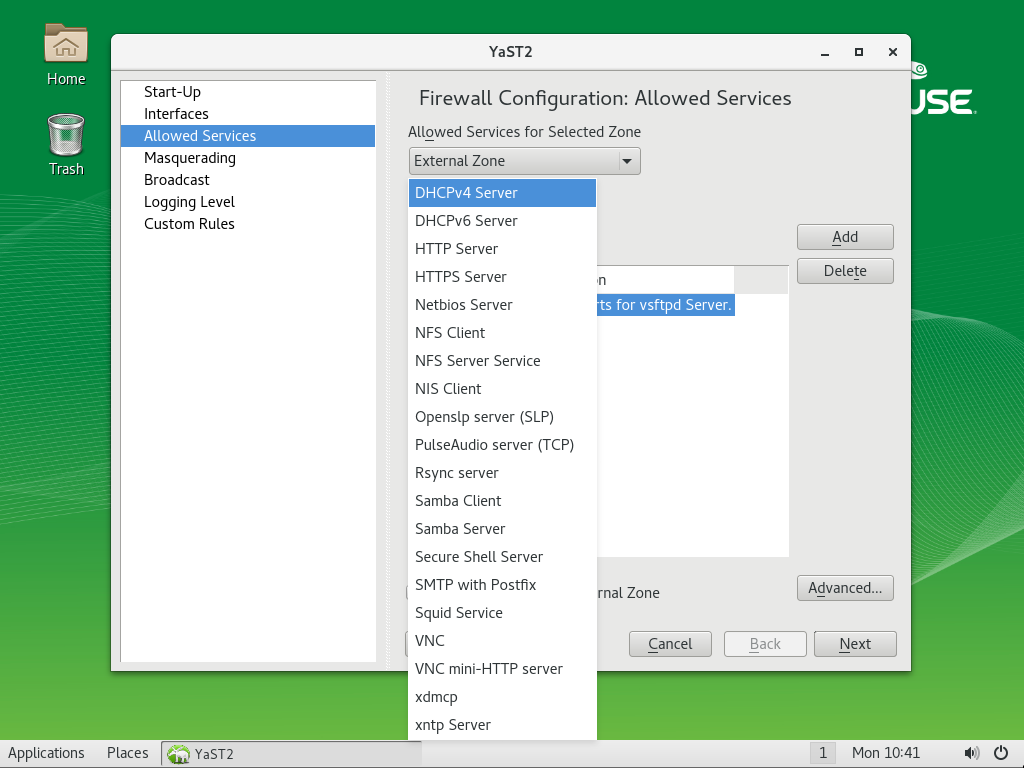 Home
Trash
YaST2
USE
Start-Up
Interfaces
Allowed Services
Masquerading
Broadcast
Logging Level
Custom Rules
Firewall Configuration: Allowed Services
Allowed Services for Selected Zone
External Zone
DHCPv4 Server
DHCPv6 Server
HTTP Server
HTTPS Server
Netbios Server
NFS Client
NFS Server Service
NIS Client
Openslp server (SLP)
PulseAudio server (TCP)
Rsync server
Samba Client
Samba Server
Secure Shell Server
SMTP with Postfix
Squid Service
VNC
VNC mini-HTTP server
xdmcp
xntp Server
Add
Delete
on
rts for vsftpd Server.
rnal Zone
Advanced...
Cancel
Back
Next
Applications
Places
YaST2
1
Mon 10:41